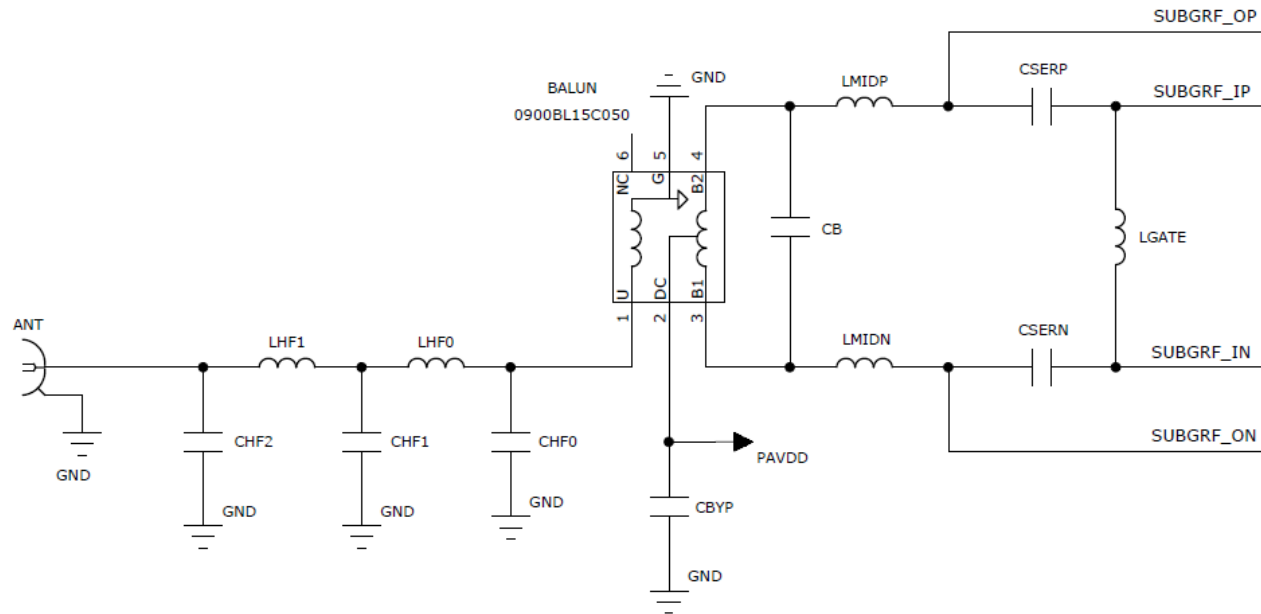 SUBGRF_OP
CSERP
GND
LMIDP
BALUN
SUBGRF_IP
0900BL15C050
6
5
4
NC
G
B2
CB
LGATE
U
DC
B1
1
2
3
ANT
LHF1
LHF0
LMIDN
CSERN
SUBGRF_IN
CHF2
CHF1
CHF0
SUBGRF_ON
PAVDD
GND
CBYP
GND
GND
GND
GND